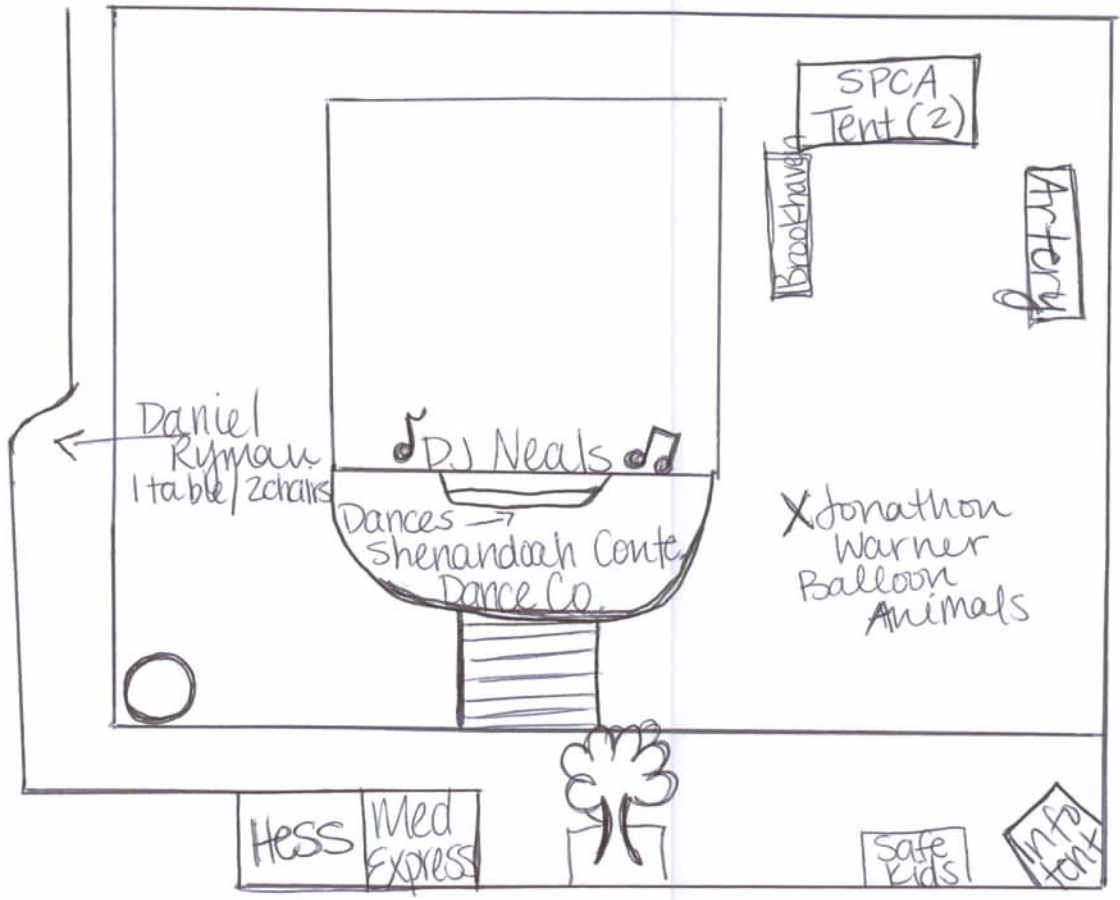 SPCA
Tent (2)
Brookhaven
Artery
Daniel
Ryman
1 table/2chairs
DJ Neals
Dances →
Shenandoah Conte.
Dance Co.
X Jonathon
Warner
Balloon
Animals
Hess
Med
Express
Safe
Kids
Info
tent